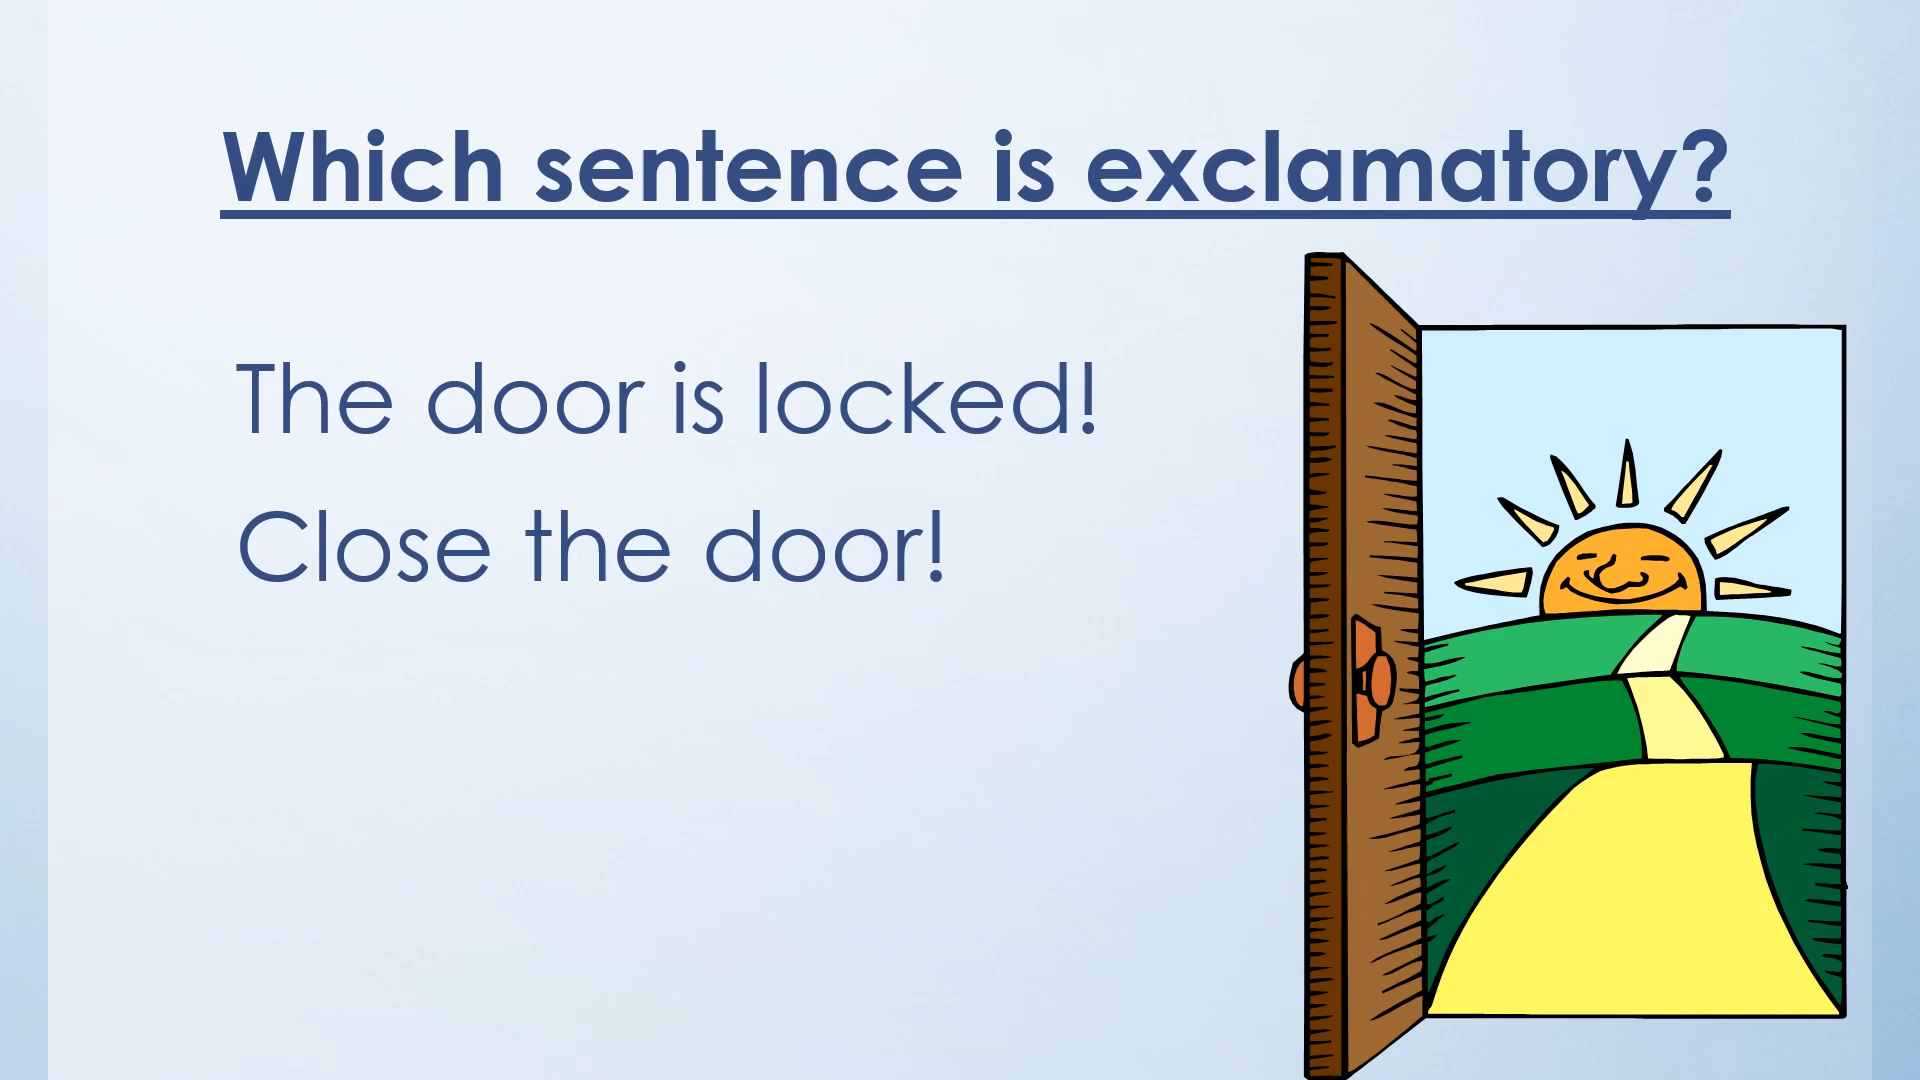 Which sentence is exclamatory?
The door is locked!
Close the door!